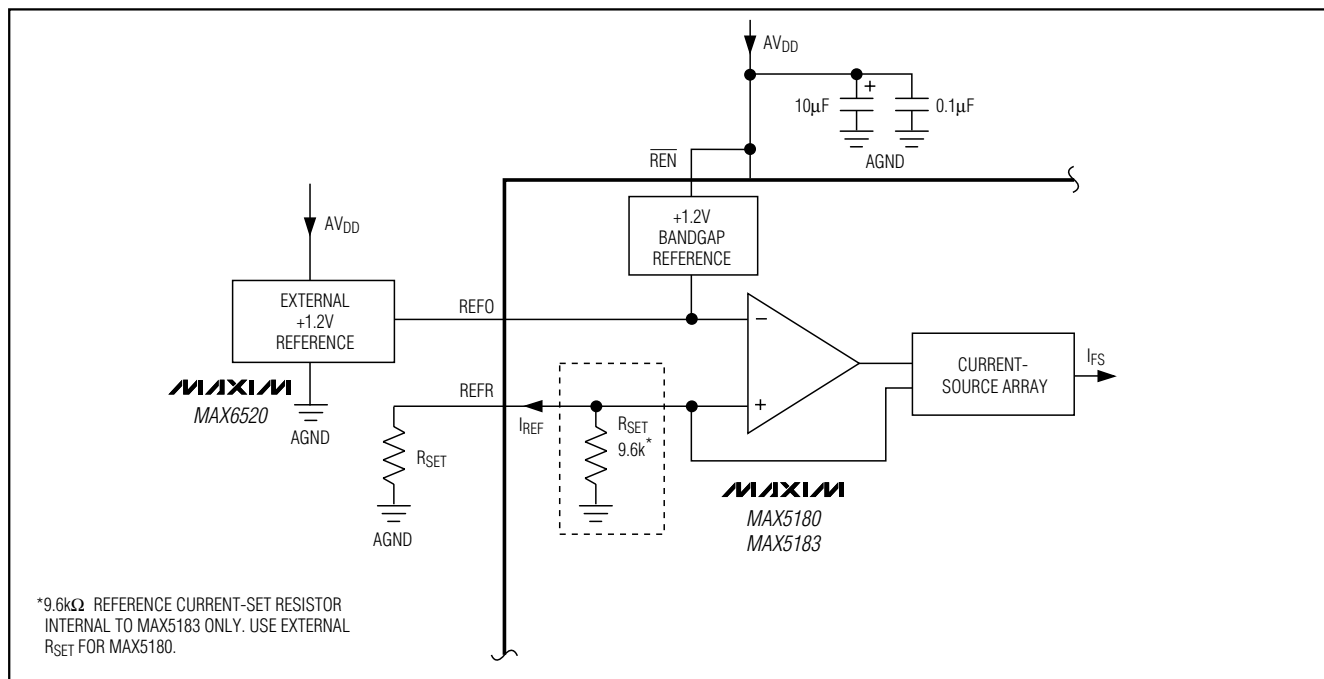 AVDD
10µF
+
0.1µF
AGND
REN
AVDD
+1.2V
BANDGAP
REFERENCE
EXTERNAL
+1.2V
REFERENCE
REFO
−
CURRENT-
SOURCE ARRAY
IFS
MAXIM
MAX6520
AGND
REFR
IREF
RSET
9.6k*
+
RSET
AGND
MAXIM
MAX5180
MAX5183
*9.6kΩ REFERENCE CURRENT-SET RESISTOR
INTERNAL TO MAX5183 ONLY. USE EXTERNAL
RSET FOR MAX5180.